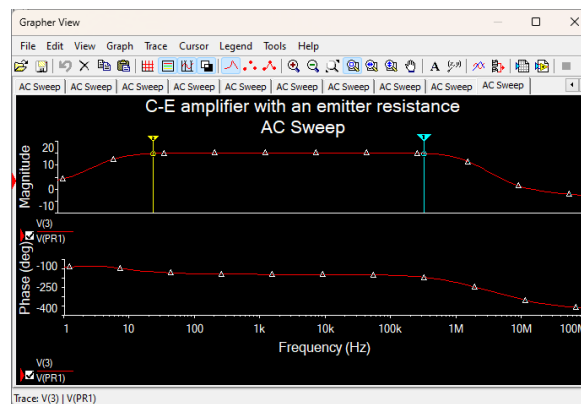 Grapher View
File Edit View Graph Trace Cursor Legend Tools Help
AC Sweep AC Sweep AC Sweep AC Sweep AC Sweep AC Sweep AC Sweep AC Sweep AC Sweep AC Sweep
C-E amplifier with an emitter resistance
AC Sweep
Magnitude
20
10
0
-10
V(3)
V(PR1)
Phase (deg)
-100
-250
-400
1 10 100 1k 10k 100k 1M 10M 100M
Frequency (Hz)
V(3)
V(PR1)
Trace: V(3) | V(PR1)